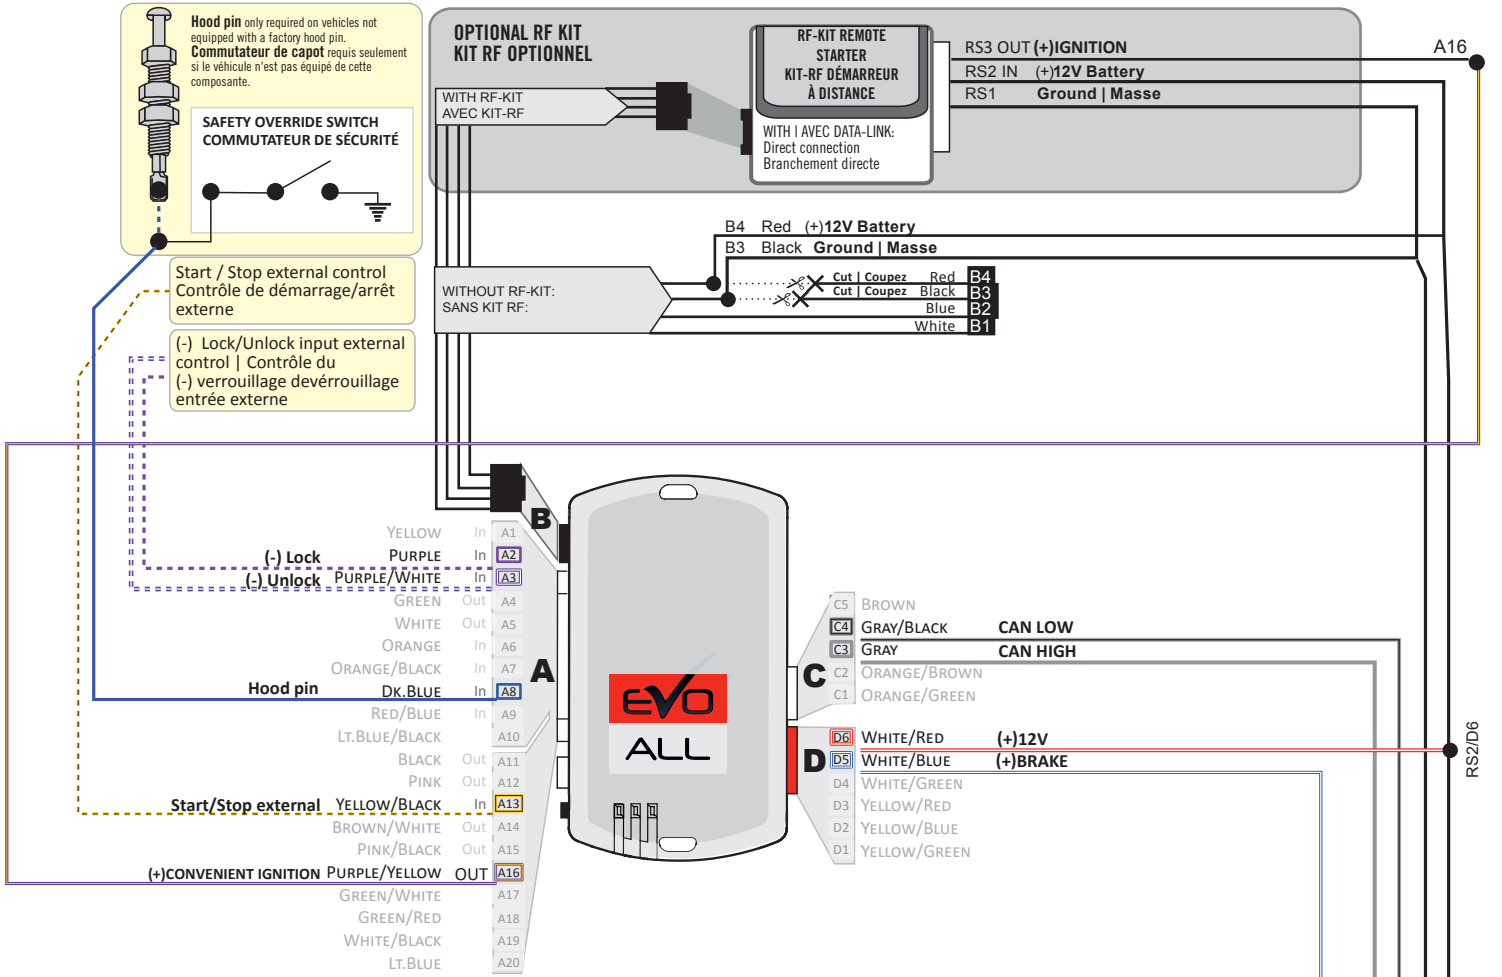 Hood pin only required on vehicles not
equipped with a factory hood pin.
Commutateur de capot requis seulement
si le véhicule n'est pas équipé de cette
composante.
SAFETY OVERRIDE SWITCH
COMMUTATEUR DE SÉCURITÉ
OPTIONAL RF KIT
KIT RF OPTIONNEL
WITH RF-KIT
AVEC KIT-RF
RF-KIT REMOTE
STARTER
KIT-RF DÉMARREUR
À DISTANCE
WITH | AVEC DATA-LINK:
Direct connection
Branchement directe
RS3 OUT (+)IGNITION
RS2 IN (+)12V Battery
RS1 Ground | Masse
A16
B4 Red (+)12V Battery
B3 Black Ground | Masse
WITHOUT RF-KIT:
SANS KIT RF:
Cut | Coupez Red B4
Cut | Coupez Black B3
Blue B2
White B1
Start / Stop external control
Contrôle de démarrage/arrêt
externe
(-) Lock/Unlock input external
control | Contrôle du
(-) verrouillage devérrouillage
entrée externe
B
A
YELLOW In A1
(-) Lock PURPLE In A2
(-) Unlock PURPLE/WHITE In A3
GREEN Out A4
WHITE Out A5
ORANGE In A6
ORANGE/BLACK In A7
Hood pin DK.BLUE In A8
RED/BLUE In A9
LT.BLUE/BLACK A10
BLACK Out A11
PINK Out A12
Start/Stop external YELLOW/BLACK In A13
BROWN/WHITE Out A14
PINK/BLACK Out A15
(+)CONVENIENT IGNITION PURPLE/YELLOW OUT A16
GREEN/WHITE A17
GREEN/RED A18
WHITE/BLACK A19
LT.BLUE A20
EVO
ALL
C
C5 BROWN
C4 GRAY/BLACK CAN LOW
C3 GRAY CAN HIGH
C2 ORANGE/BROWN
C1 ORANGE/GREEN
D
D6 WHITE/RED (+)12V
D5 WHITE/BLUE (+)BRAKE
D4 WHITE/GREEN
D3 YELLOW/RED
D2 YELLOW/BLUE
D1 YELLOW/GREEN
RS2/D6